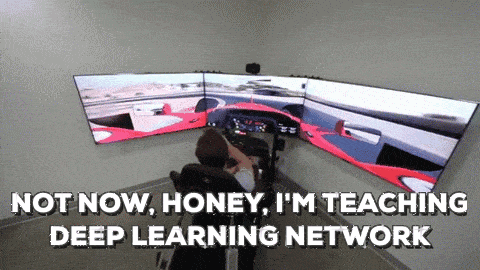 NOT NOW, HONEY, I'M TEACHING
DEEP LEARNING NETWORK